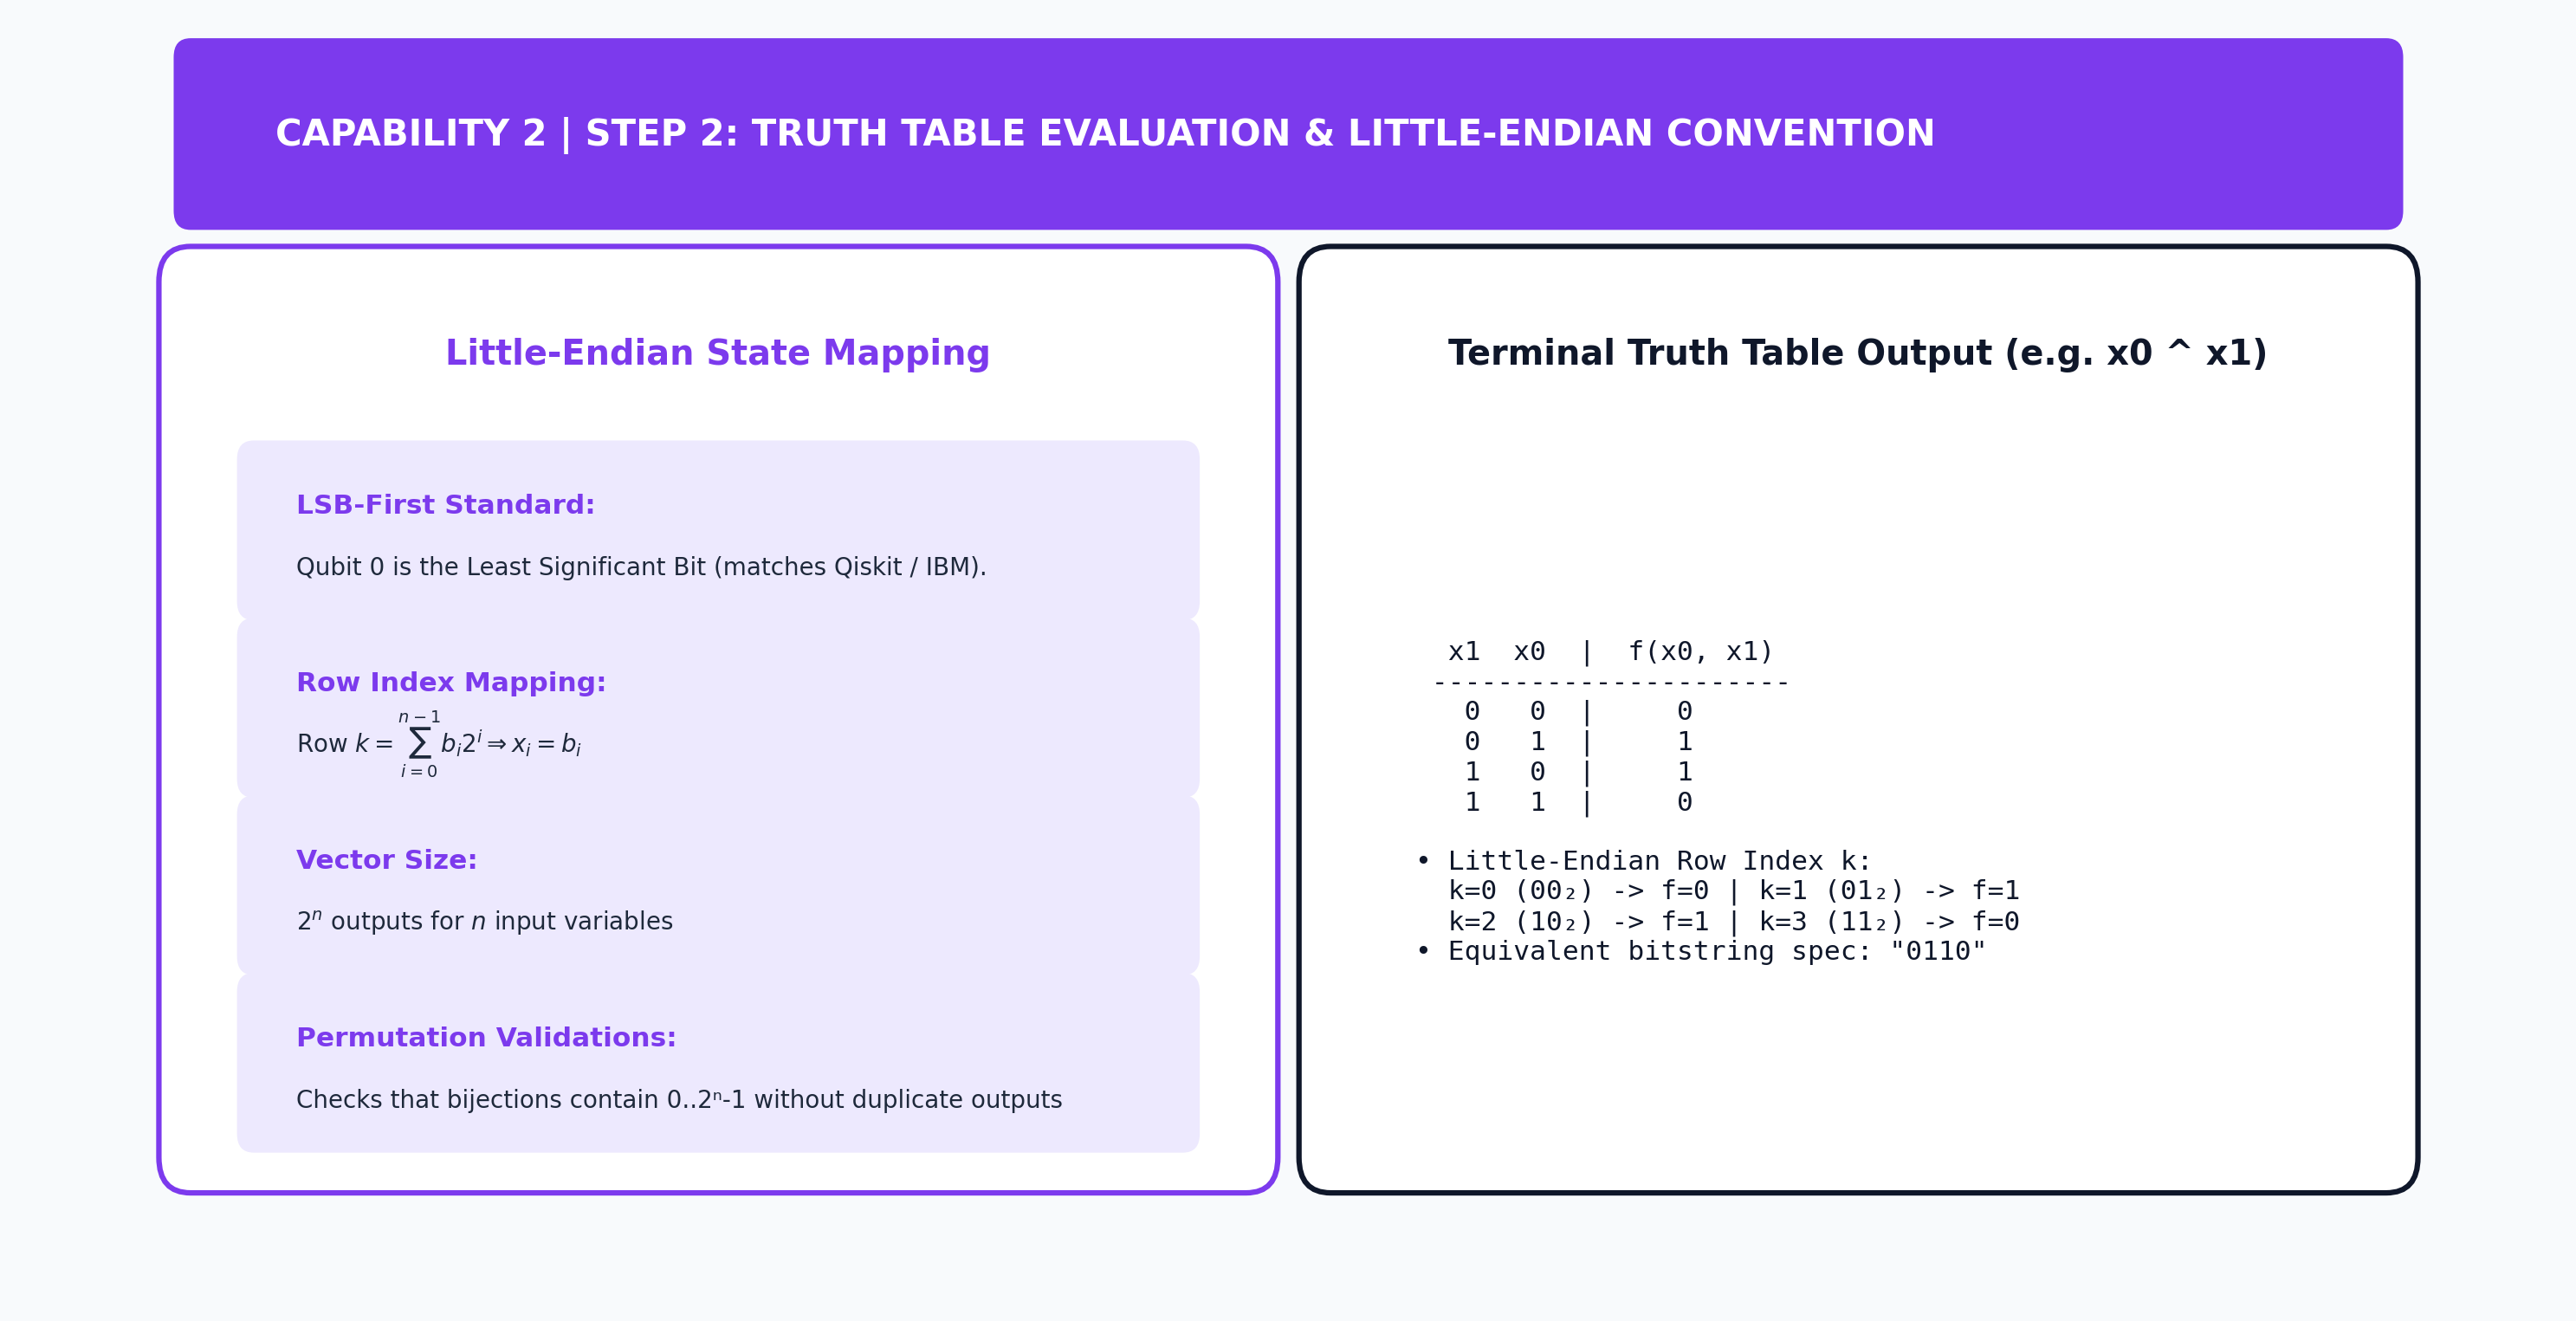 CAPABILITY 2 | STEP 2: TRUTH TABLE EVALUATION & LITTLE-ENDIAN CONVENTION
Little-Endian State Mapping
LSB-First Standard:
Qubit 0 is the Least Significant Bit (matches Qiskit / IBM).
Row Index Mapping:
Row $k = \sum_{i=0}^{n-1} b_i 2^i \Rightarrow x_i = b_i$
Vector Size:
$2^n$ outputs for $n$ input variables
Permutation Validations:
Checks that bijections contain 0..2ⁿ-1 without duplicate outputs
Terminal Truth Table Output (e.g. x0 ^ x1)
x1  x0  |  f(x0, x1)
----------------------
0   0  |     0
0   1  |     1
1   0  |     1
1   1  |     0
• Little-Endian Row Index k:
k=0 (00₂) -> f=0 | k=1 (01₂) -> f=1
k=2 (10₂) -> f=1 | k=3 (11₂) -> f=0
• Equivalent bitstring spec: "0110"